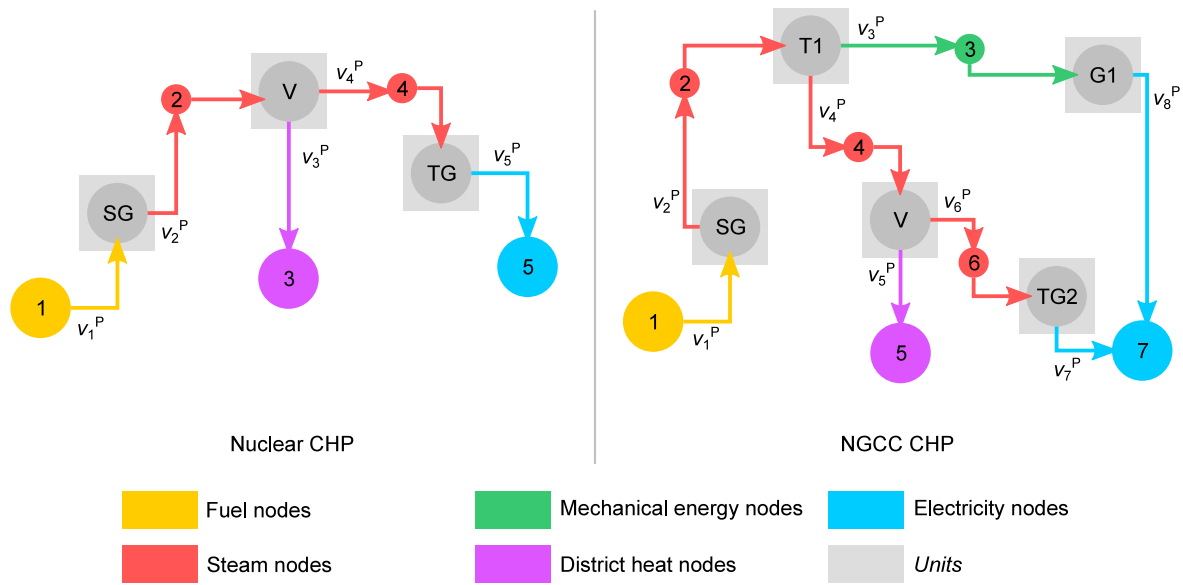 1
v₁ᴾ
SG
v₂ᴾ
2
V
v₄ᴾ
4
v₃ᴾ
3
TG
v₅ᴾ
5
Nuclear CHP
1
v₁ᴾ
SG
v₂ᴾ
2
T1
v₃ᴾ
3
G1
v₈ᴾ
v₄ᴾ
4
V
v₆ᴾ
6
v₅ᴾ
5
TG2
v₇ᴾ
7
NGCC CHP
Fuel nodes
Mechanical energy nodes
Electricity nodes
Steam nodes
District heat nodes
Units